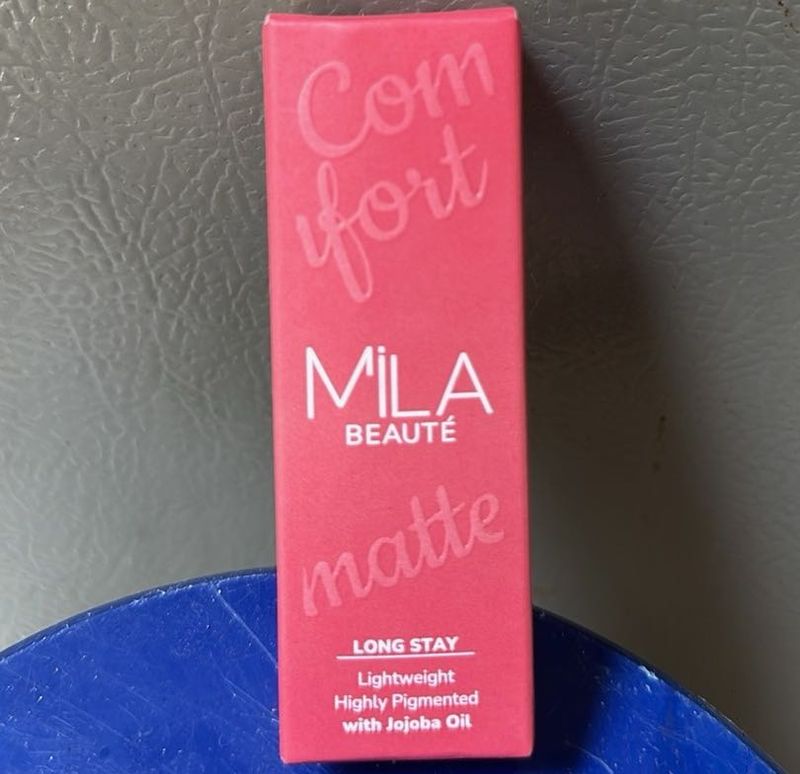 Com
fort
MiLA
BEAUTÉ
matte
LONG STAY
Lightweight
Highly Pigmented
with Jojoba Oil